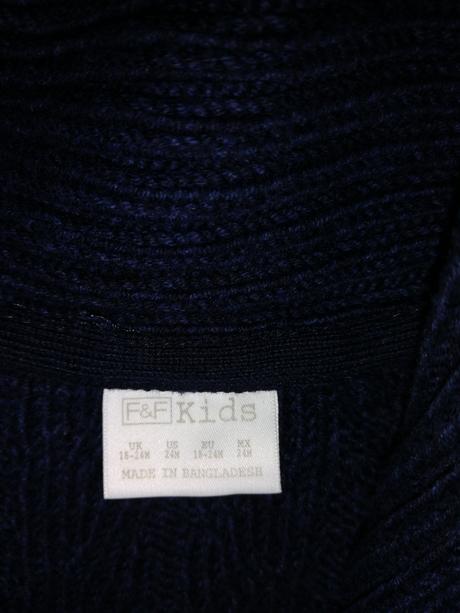 F&F Kids
UK US EU MX
18-24M 24M 18-24M 24M
MADE IN BANGLADESH